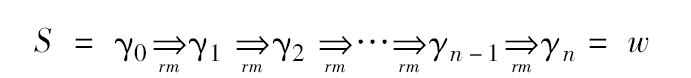 S = γ₀ ⇒rm γ₁ ⇒rm γ₂ ⇒rm ⋯ ⇒rm γₙ₋₁ ⇒rm γₙ = w